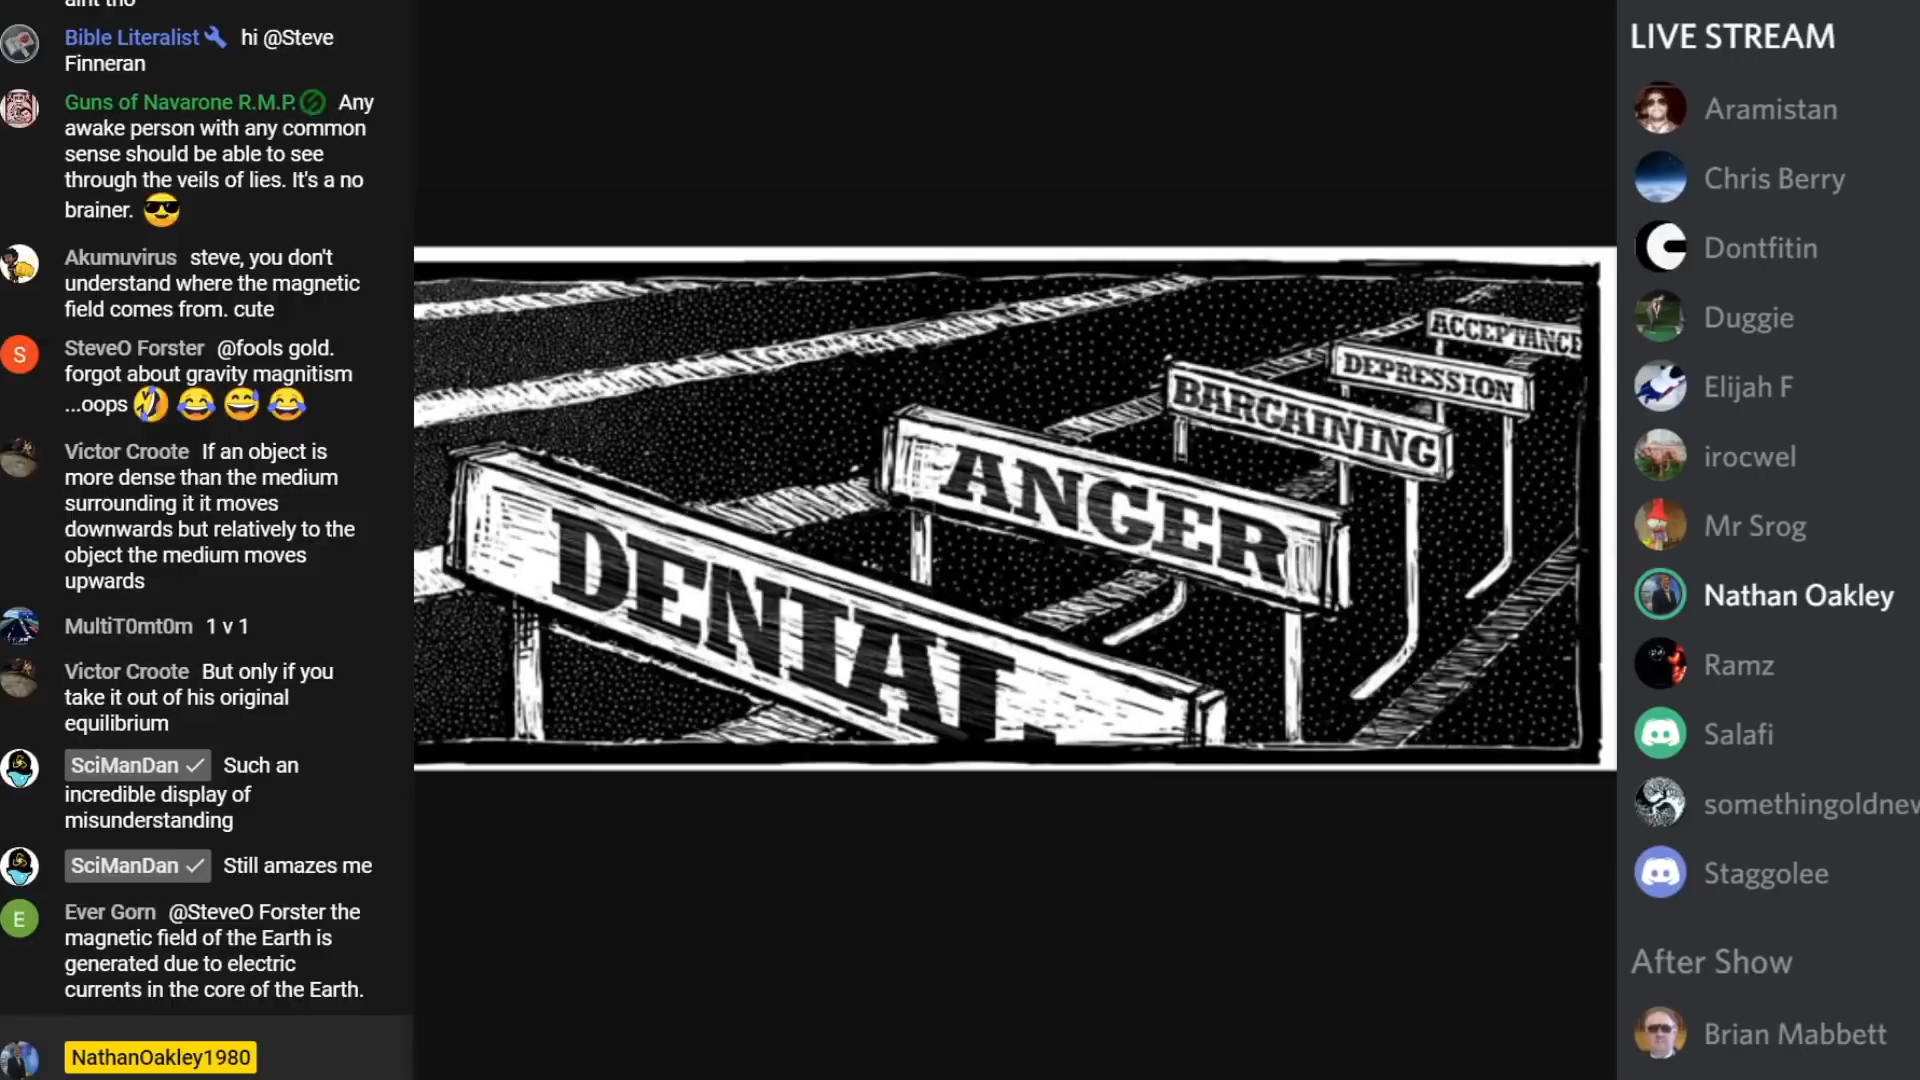 aint tho
Bible Literalist hi @Steve
Finneran
Guns of Navarone R.M.P. Any
awake person with any common
sense should be able to see
through the veils of lies. It's a no
brainer.
Akumuvirus steve, you don't
understand where the magnetic
field comes from. cute
SteveO Forster @fools gold.
forgot about gravity magnitism
...oops
Victor Croote If an object is
more dense than the medium
surrounding it it moves
downwards but relatively to the
object the medium moves
upwards
MultiT0mt0m 1 v 1
Victor Croote But only if you
take it out of his original
equilibrium
SciManDan Such an
incredible display of
misunderstanding
SciManDan Still amazes me
Ever Gorn @SteveO Forster the
magnetic field of the Earth is
generated due to electric
currents in the core of the Earth.
NathanOakley1980
S
E
DENIAL
ANGER
BARGAINING
DEPRESSION
ACCEPTANCE
LIVE STREAM
Aramistan
Chris Berry
Dontfitin
Duggie
Elijah F
irocwel
Mr Srog
Nathan Oakley
Ramz
Salafi
somethingoldnew
Staggolee
After Show
Brian Mabbett